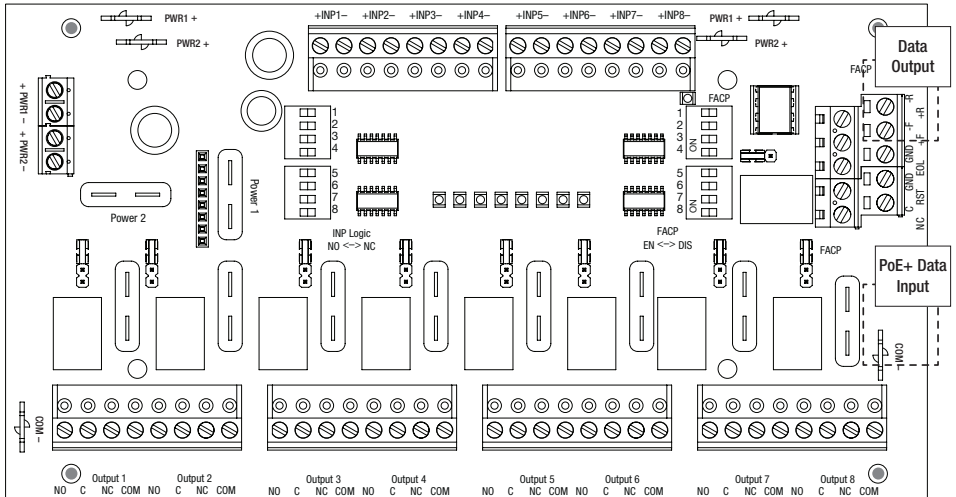 PWR1 +
PWR2 +
+INP1– +INP2– +INP3– +INP4–
+INP5– +INP6– +INP7– +INP8–
PWR1 +
PWR2 +
Data
Output
FACP
+ PWR1 –
+ PWR2 –
1
2
3
4
FACP
1
2
3
4
ON
-R
+R
-F
+F
GND
EOL
GND
RST
C
NC
5
6
7
8
5
6
7
8
ON
Power 2
Power 1
INP Logic
NO <–> NC
FACP
EN <–> DIS
FACP
PoE+ Data
Input
COM –
COM –
Output 1 Output 2
NO C NC COM NO C NC COM
Output 3 Output 4
NO C NC COM NO C NC COM
Output 5 Output 6
NO C NC COM NO C NC COM
Output 7 Output 8
NO C NC COM NO C NC COM